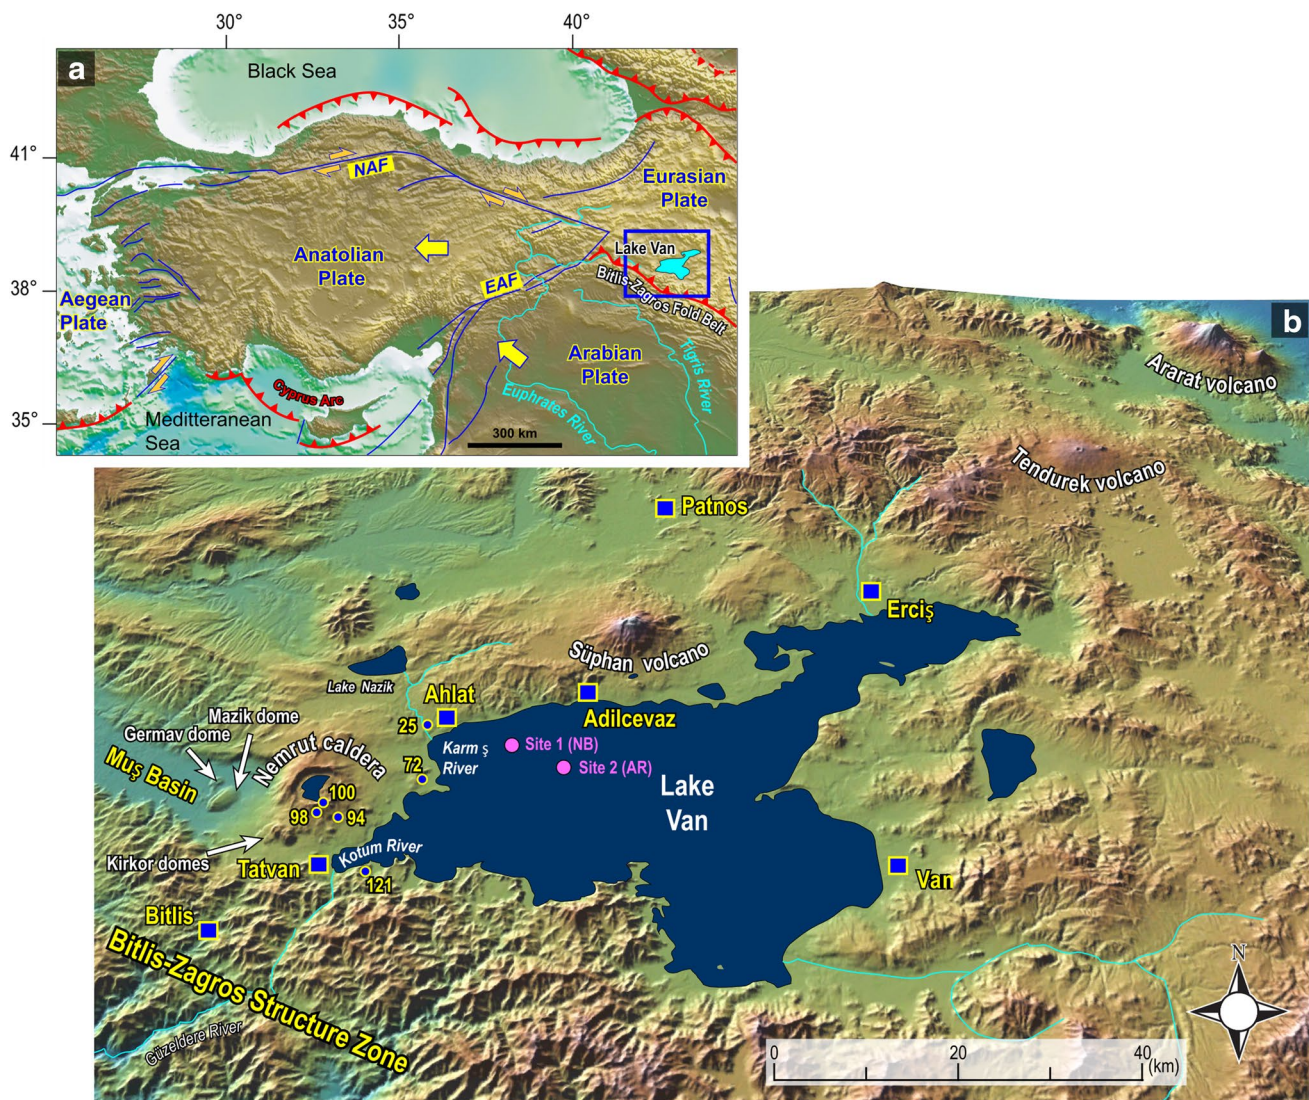 30°
35°
40°
a
Black Sea
41°
NAF
Eurasian
Plate
Lake Van
Anatolian
Plate
38°
EAF
Bitlis-Zagros Fold Belt
Aegean
Plate
Arabian
Plate
Tigris River
Cyprus Arc
Euphrates River
35°
Meditteranean
Sea
300 km
b
Ararat volcano
Tendurek volcano
Patnos
Erciş
Süphan volcano
Lake Nazik
Ahlat
Adilcevaz
25
Mazik dome
Germav dome
Nemrut caldera
Karm ş
River
Site 1 (NB)
Site 2 (AR)
72
Muş Basin
Lake
Van
100
98
94
Kirkor domes
Kotum River
Tatvan
121
Van
Bitlis
Bitlis-Zagros Structure Zone
Güzeldere River
N
0
20
40
(km)